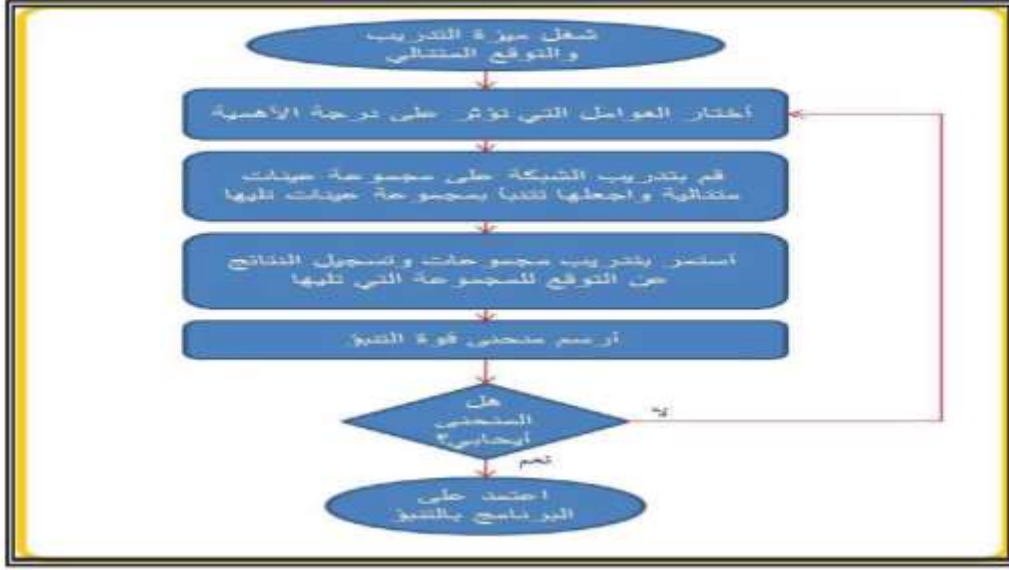 شغل ميزة التدريب
والتوقع المتتالي
أختار العوامل التي تؤثر على درجة الأهمية
قم بتدريب الشبكة على مجموعة عينات
متتالية واجعلها تتنبأ بمجموعة عينات تليها
أستمر بتدريب مجموعات وتسجيل النتائج
عن التوقع للمجموعة التي تليها
أرسم منحنى قوة التنبؤ
هل
المنحنى
أيجابي؟
لا
نعم
اعتمد على
البرنامج بالتنبؤ